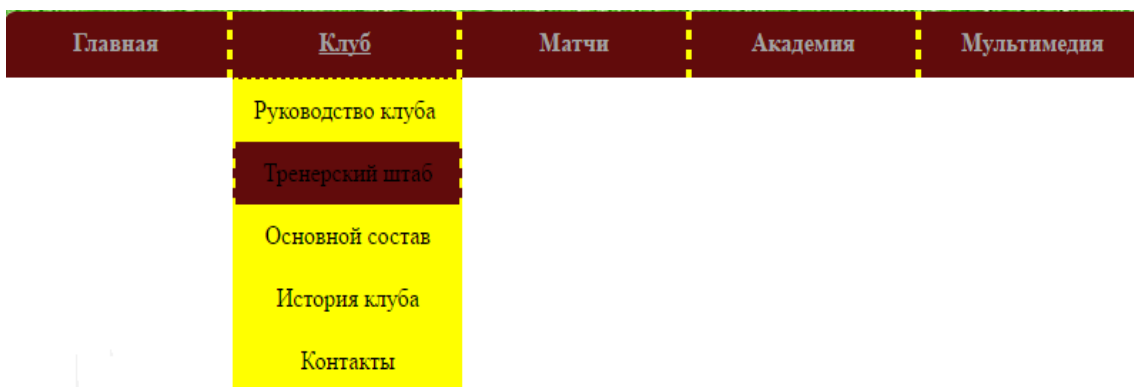 Главная Клуб Матчи Академия Мультимедия
Руководство клуба
Тренерский штаб
Основной состав
История клуба
Контакты